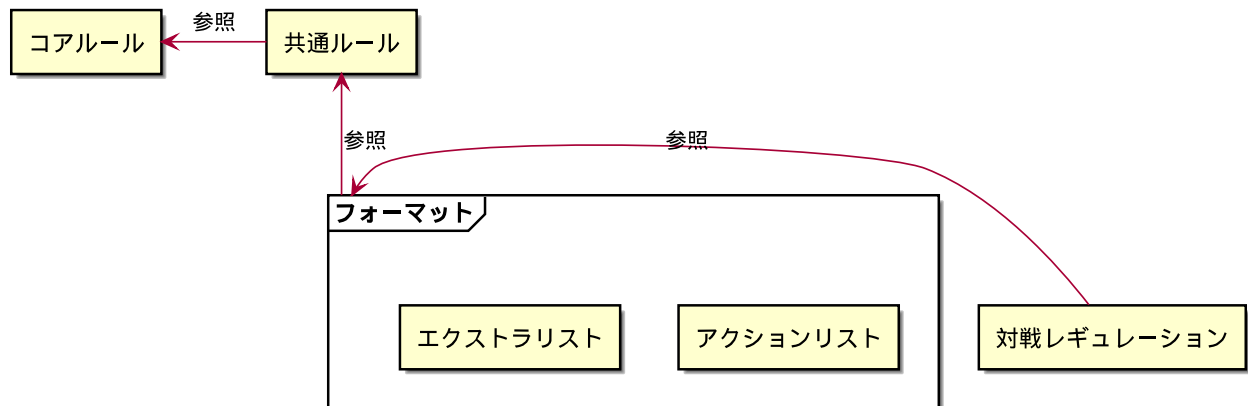 コアルール
参照
共通ルール
参照
参照
フォーマット
エクストラリスト
アクションリスト
対戦レギュレーション